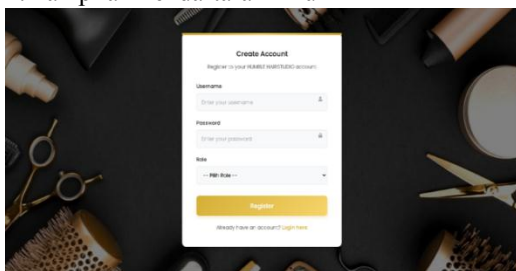 Create Account
Register to your HUMBLE HAIRSTUDIO account
Username
Enter your username
Password
Enter your password
Role
-- Pilih Role --
Register
Already have an account? Login here